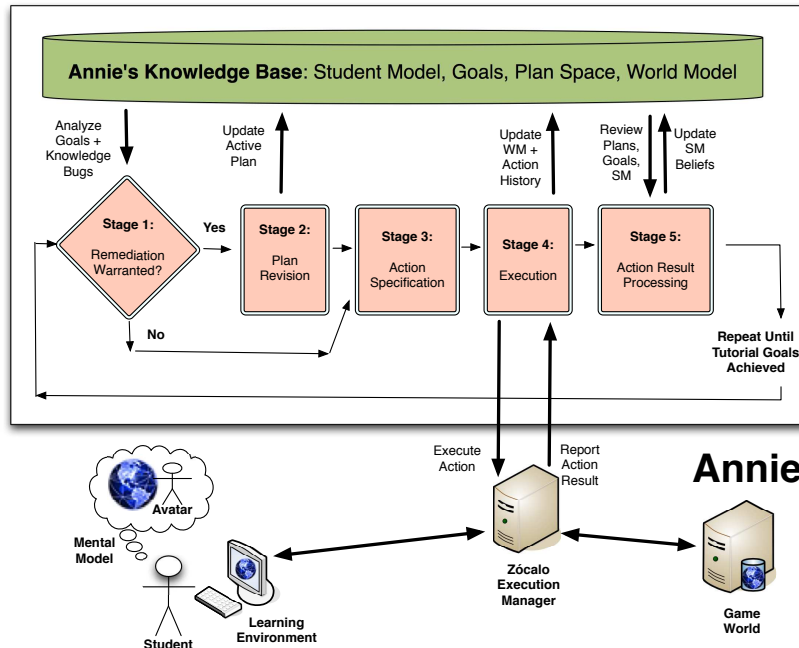 Annie's Knowledge Base: Student Model, Goals, Plan Space, World Model
Analyze
Goals +
Knowledge
Bugs
Update
Active
Plan
Update
WM +
Action
History
Review
Plans,
Goals,
SM
Update
SM
Beliefs
Stage 1:
Remediation
Warranted?
Yes
No
Stage 2:
Plan
Revision
Stage 3:
Action
Specification
Stage 4:
Execution
Stage 5:
Action Result
Processing
Repeat Until
Tutorial Goals
Achieved
Execute
Action
Report
Action
Result
Annie
Avatar
Mental
Model
Student
Learning
Environment
Zócalo
Execution
Manager
Game
World